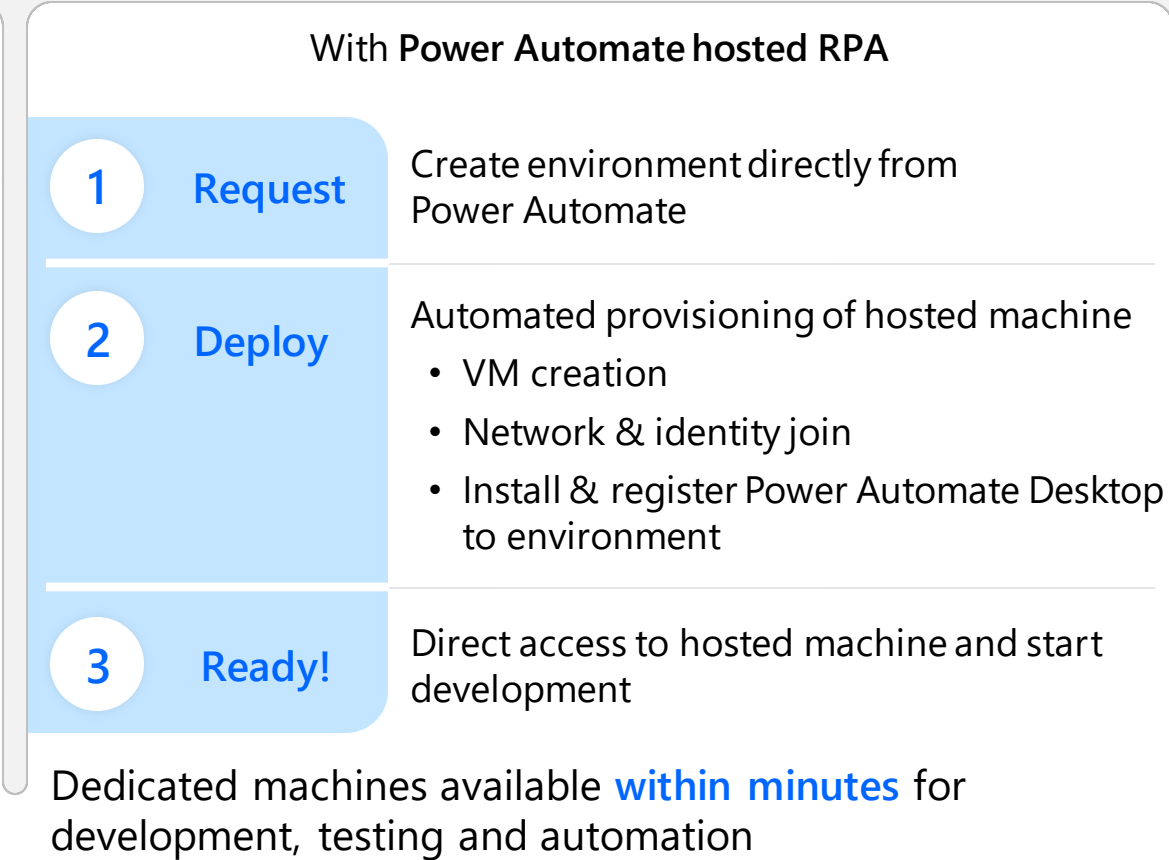 With Power Automate hosted RPA
1 Request
Create environment directly from
Power Automate
2 Deploy
Automated provisioning of hosted machine
• VM creation
• Network & identity join
• Install & register Power Automate Desktop
to environment
3 Ready!
Direct access to hosted machine and start
development
Dedicated machines available within minutes for
development, testing and automation